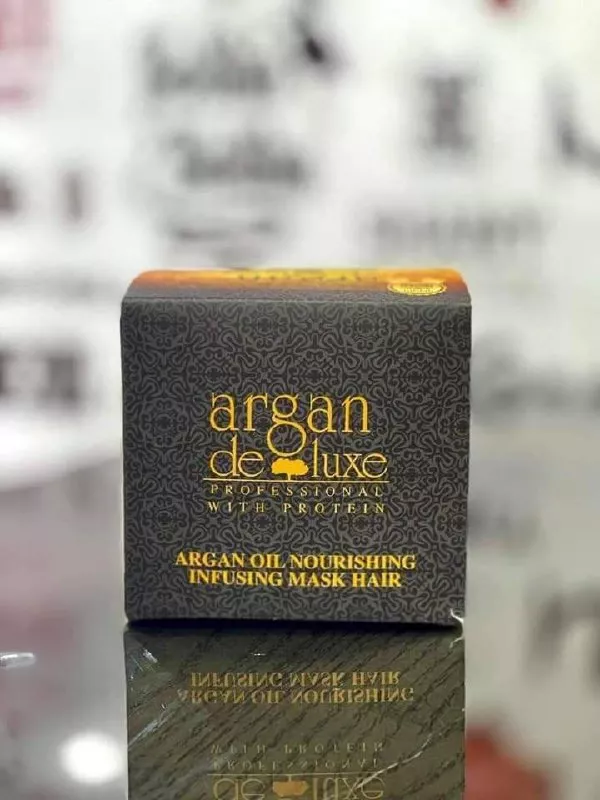 argan
de luxe
PROFESSIONAL
WITH PROTEIN
ARGAN OIL NOURISHING
INFUSING MASK HAIR